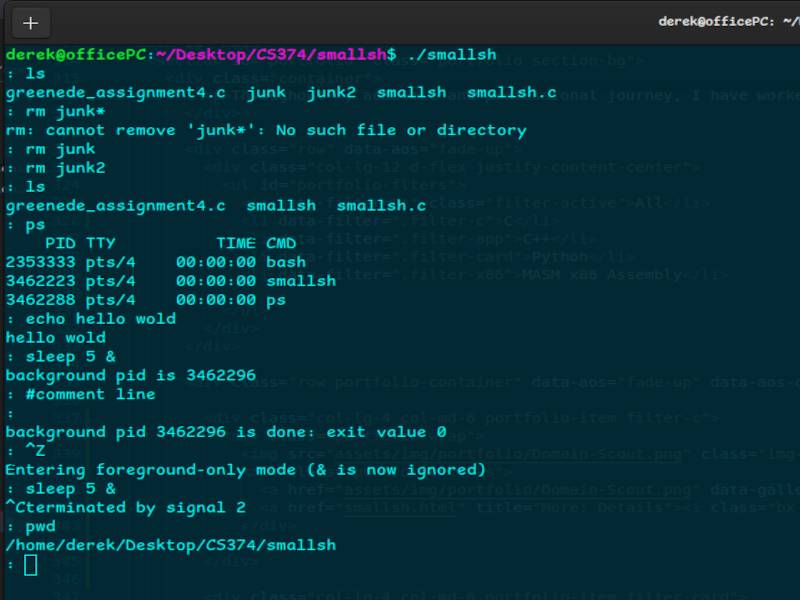 derek@officePC: ~/
derek@officePC:~/Desktop/CS374/smallsh$ ./smallsh
: ls
greenede_assignment4.c  junk  junk2  smallsh  smallsh.c
: rm junk*
rm: cannot remove 'junk*': No such file or directory
: rm junk
: rm junk2
: ls
greenede_assignment4.c  smallsh  smallsh.c
: ps
    PID TTY          TIME CMD
2353333 pts/4    00:00:00 bash
3462223 pts/4    00:00:00 smallsh
3462288 pts/4    00:00:00 ps
: echo hello wold
hello wold
: sleep 5 &
background pid is 3462296
: #comment line
:
background pid 3462296 is done: exit value 0
: ^Z
Entering foreground-only mode (& is now ignored)
: sleep 5 &
^Cterminated by signal 2
: pwd
/home/derek/Desktop/CS374/smallsh
: